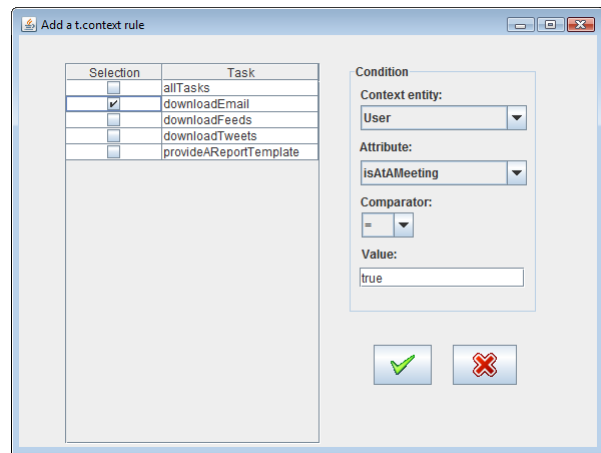 Add a t.context rule
Selection Task
allTasks
downloadEmail
downloadFeeds
downloadTweets
provideAReportTemplate
Condition
Context entity:
User
Attribute:
isAtAMeeting
Comparator:
=
Value:
true